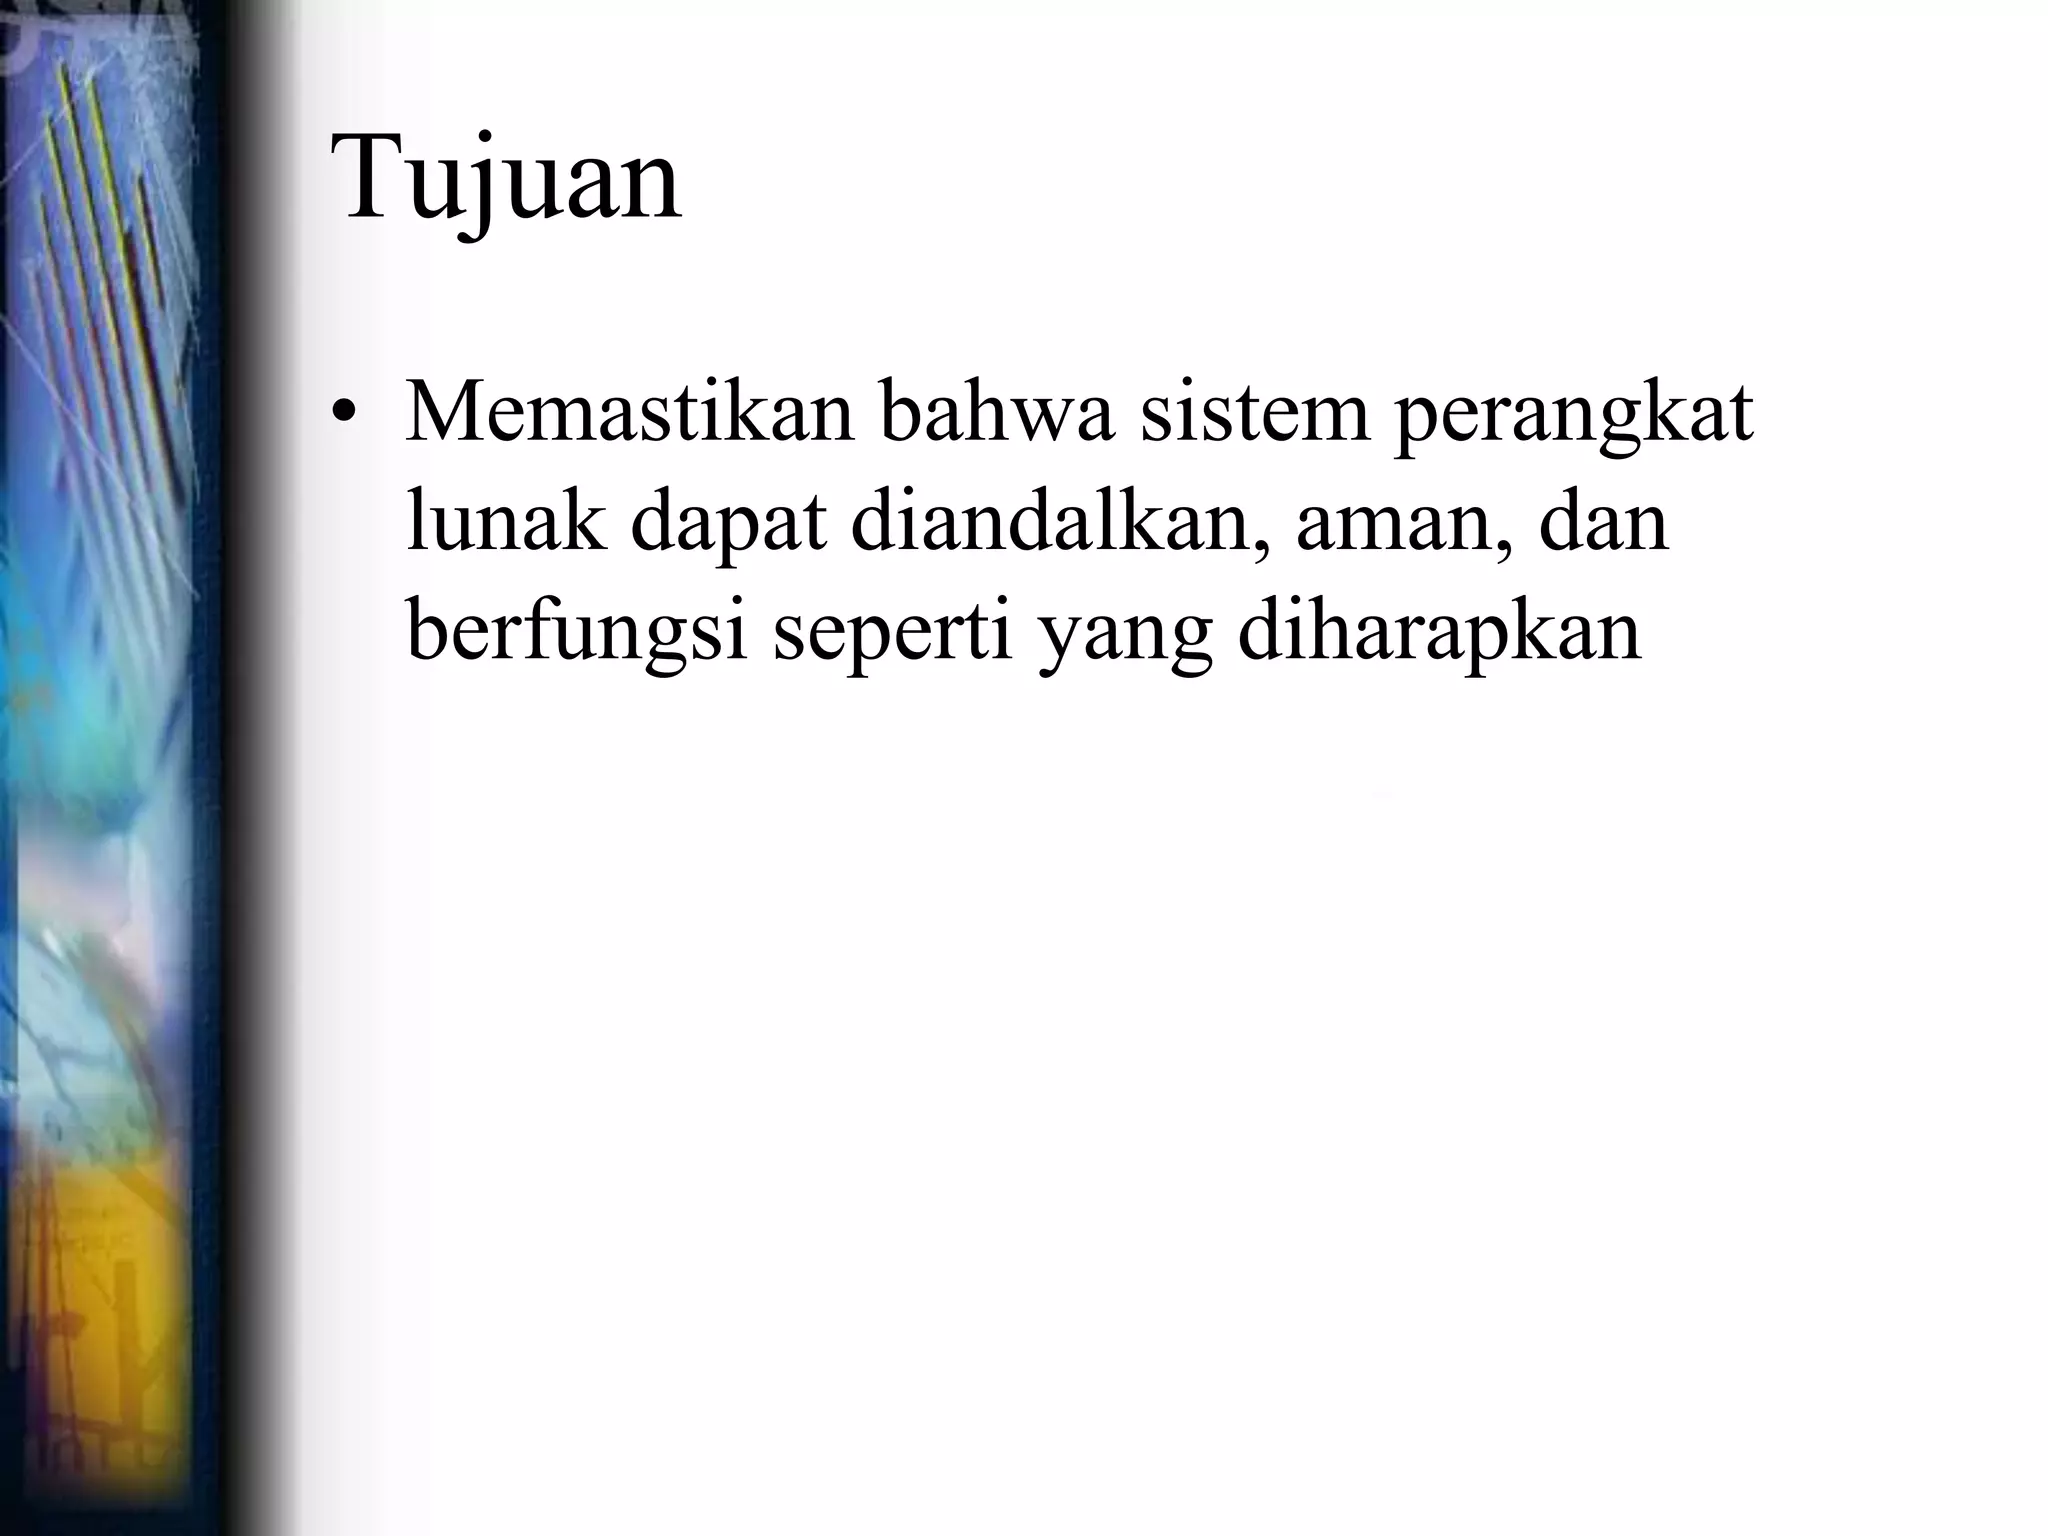 Tujuan
• Memastikan bahwa sistem perangkat
lunak dapat diandalkan, aman, dan
berfungsi seperti yang diharapkan